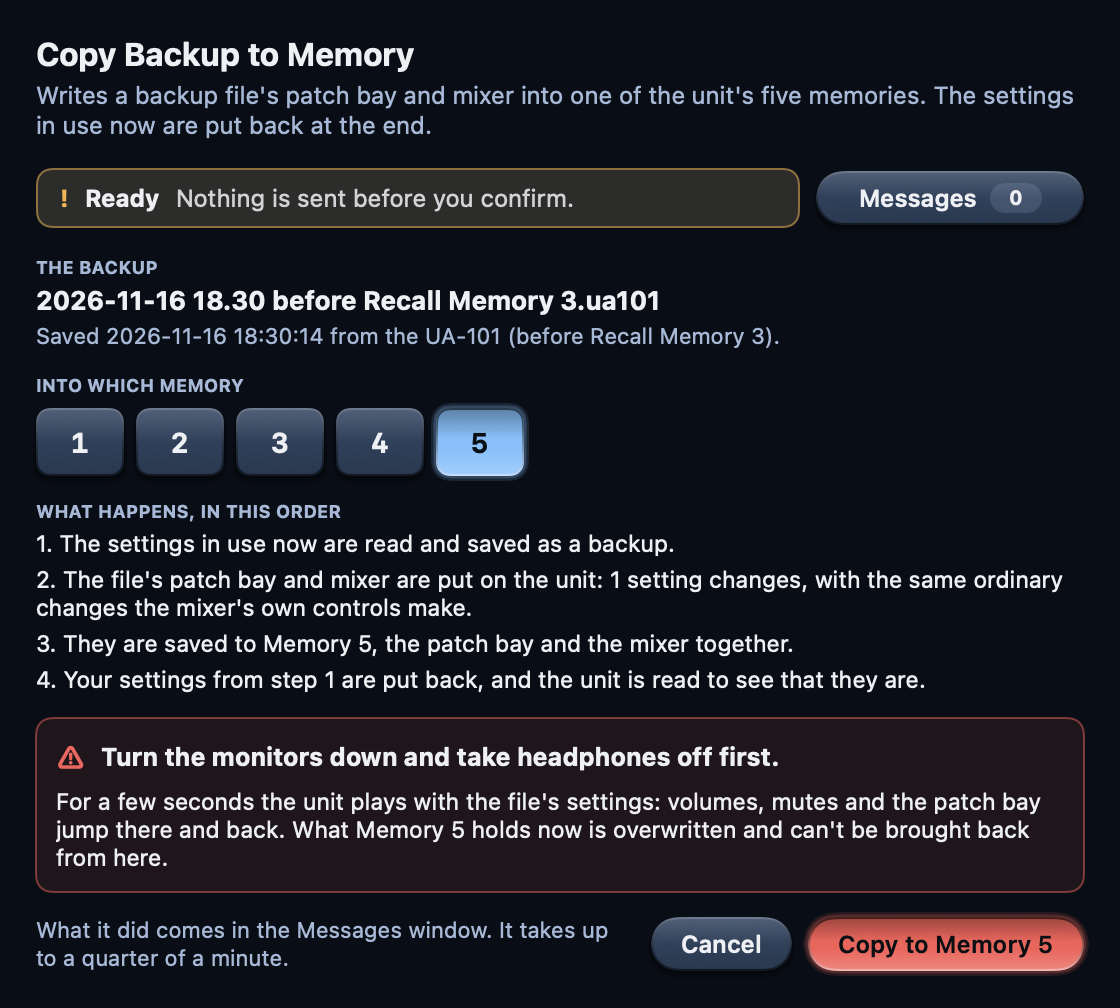 Copy Backup to Memory
Writes a backup file's patch bay and mixer into one of the unit's five memories. The settings
in use now are put back at the end.
! Ready Nothing is sent before you confirm.
Messages 0
THE BACKUP
2026-11-16 18.30 before Recall Memory 3.ua101
Saved 2026-11-16 18:30:14 from the UA-101 (before Recall Memory 3).
INTO WHICH MEMORY
1 2 3 4 5
WHAT HAPPENS, IN THIS ORDER
1. The settings in use now are read and saved as a backup.
2. The file's patch bay and mixer are put on the unit: 1 setting changes, with the same ordinary
changes the mixer's own controls make.
3. They are saved to Memory 5, the patch bay and the mixer together.
4. Your settings from step 1 are put back, and the unit is read to see that they are.
Turn the monitors down and take headphones off first.
For a few seconds the unit plays with the file's settings: volumes, mutes and the patch bay
jump there and back. What Memory 5 holds now is overwritten and can't be brought back
from here.
What it did comes in the Messages window. It takes up
to a quarter of a minute.
Cancel
Copy to Memory 5